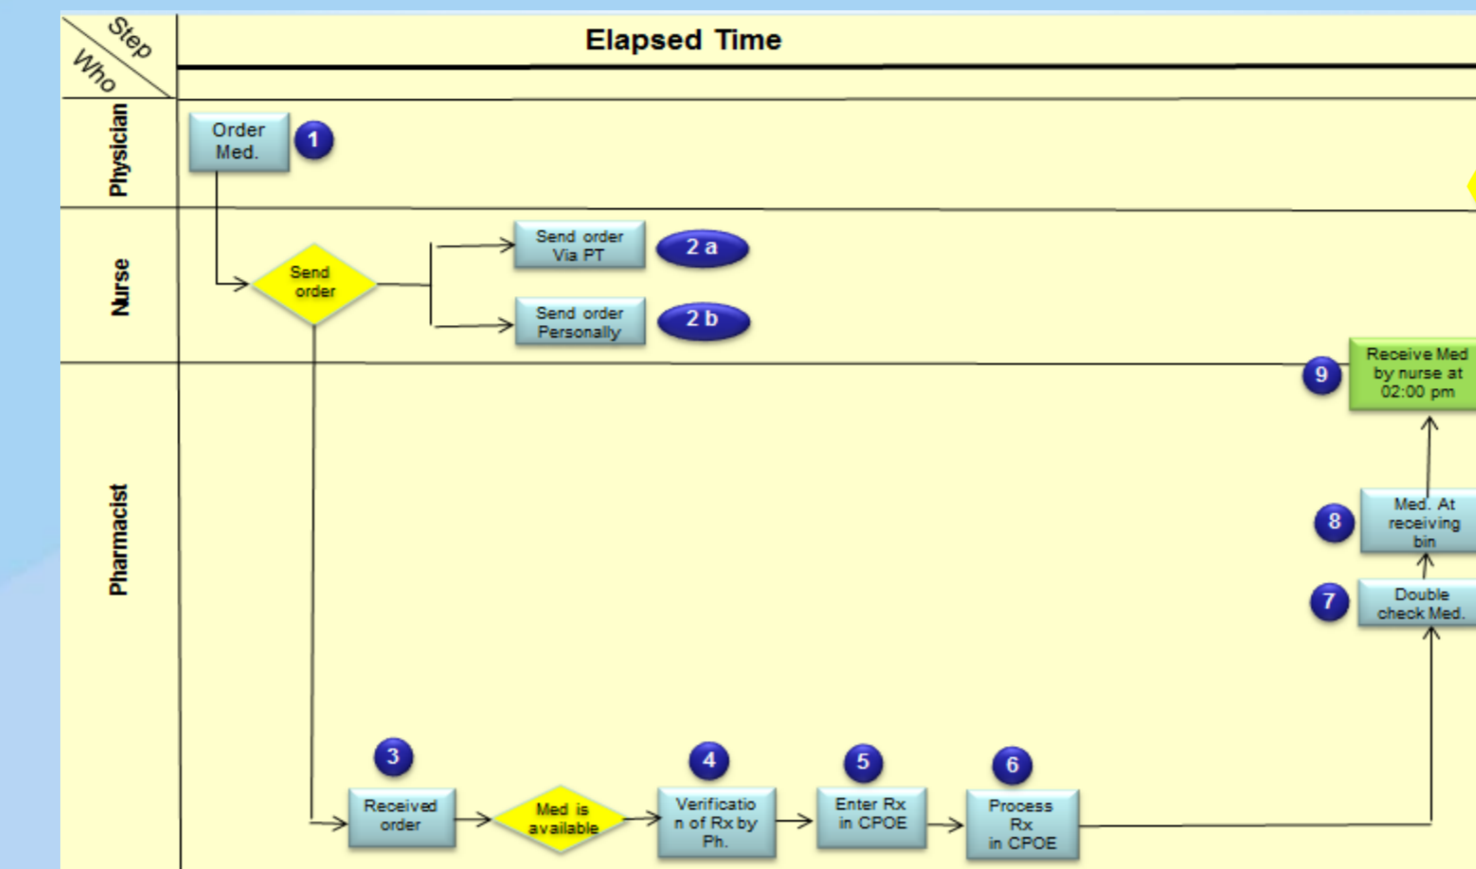 Step
Who
Elapsed Time
Physician
Order
Med.
1
Nurse
Send
order
Send order
Via PT
2 a
Send order
Personally
2 b
Pharmacist
9
Receive Med
by nurse at
02:00 pm
8
Med. At
receiving
bin
7
Double
check Med.
3
Received
order
Med is
available
4
Verificatio
n of Rx by
Ph.
5
Enter Rx
in CPOE
6
Process
Rx
in CPOE